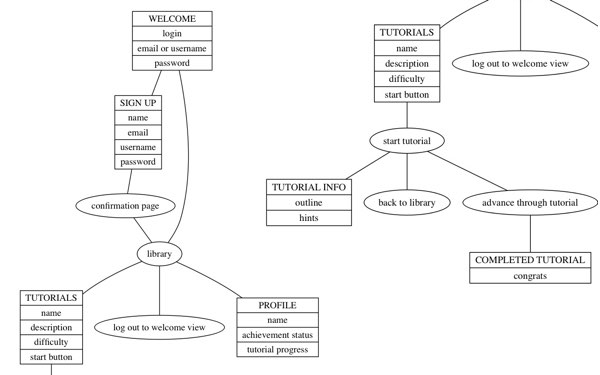 WELCOME
login
email or username
password
SIGN UP
name
email
username
password
confirmation page
library
TUTORIALS
name
description
difficulty
start button
log out to welcome view
PROFILE
name
achievement status
tutorial progress
TUTORIALS
name
description
difficulty
start button
log out to welcome view
start tutorial
TUTORIAL INFO
outline
hints
back to library
advance through tutorial
COMPLETED TUTORIAL
congrats